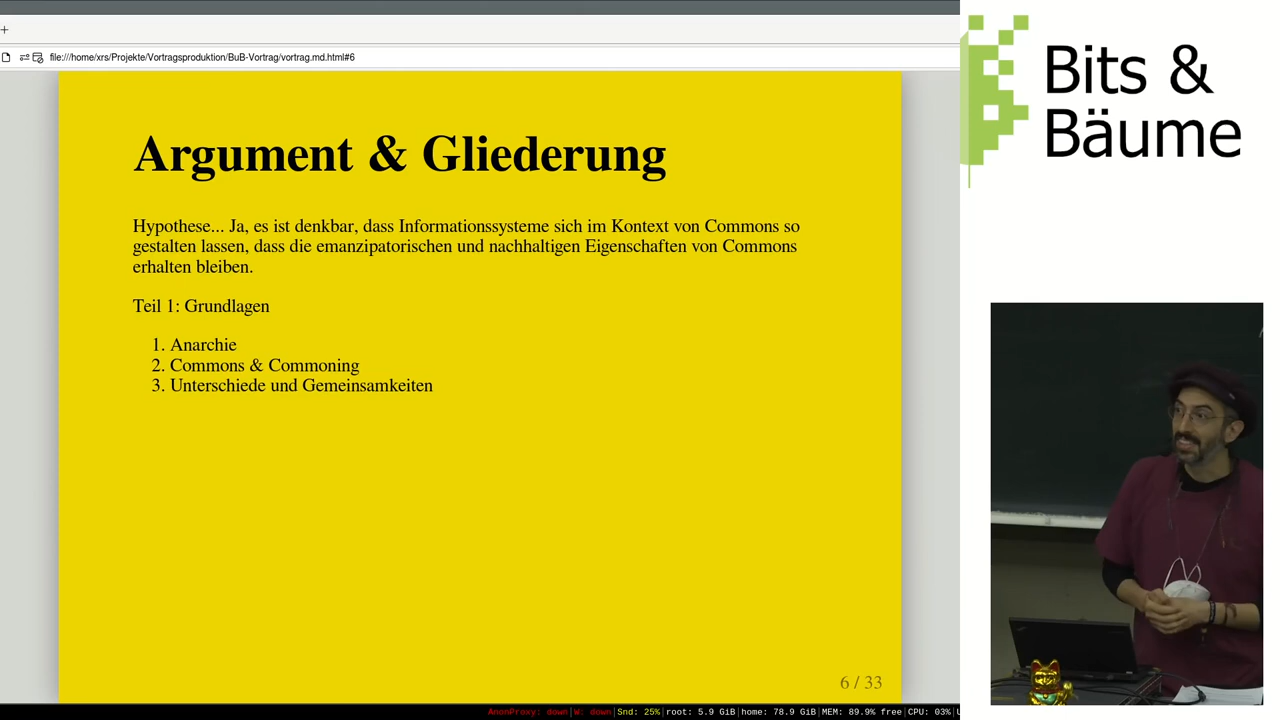 +
file:///home/xrs/Projekte/Vortragsproduktion/BuB-Vortrag/vortrag.md.html#6
Argument & Gliederung
Hypothese... Ja, es ist denkbar, dass Informationssysteme sich im Kontext von Commons so
gestalten lassen, dass die emanzipatorischen und nachhaltigen Eigenschaften von Commons
erhalten bleiben.
Teil 1: Grundlagen
1. Anarchie
2. Commons & Commoning
3. Unterschiede und Gemeinsamkeiten
6 / 33
AnonProxy: down|W: down|Snd: 25%|root: 5.9 GiB|home: 78.9 GiB|MEM: 89.9% free|CPU: 03%|
Bits &
Bäume